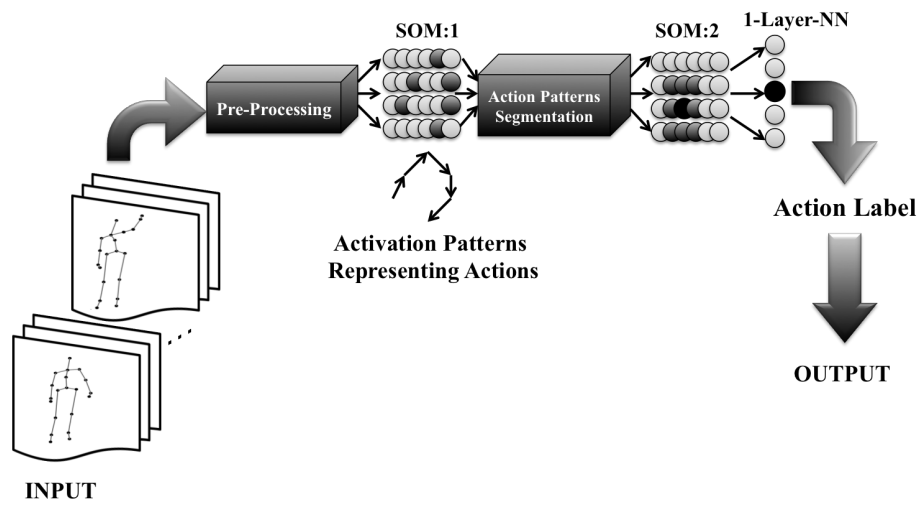 SOM:1
SOM:2
1-Layer-NN
Pre-Processing
Action Patterns
Segmentation
Action Label
Activation Patterns
Representing Actions
OUTPUT
INPUT